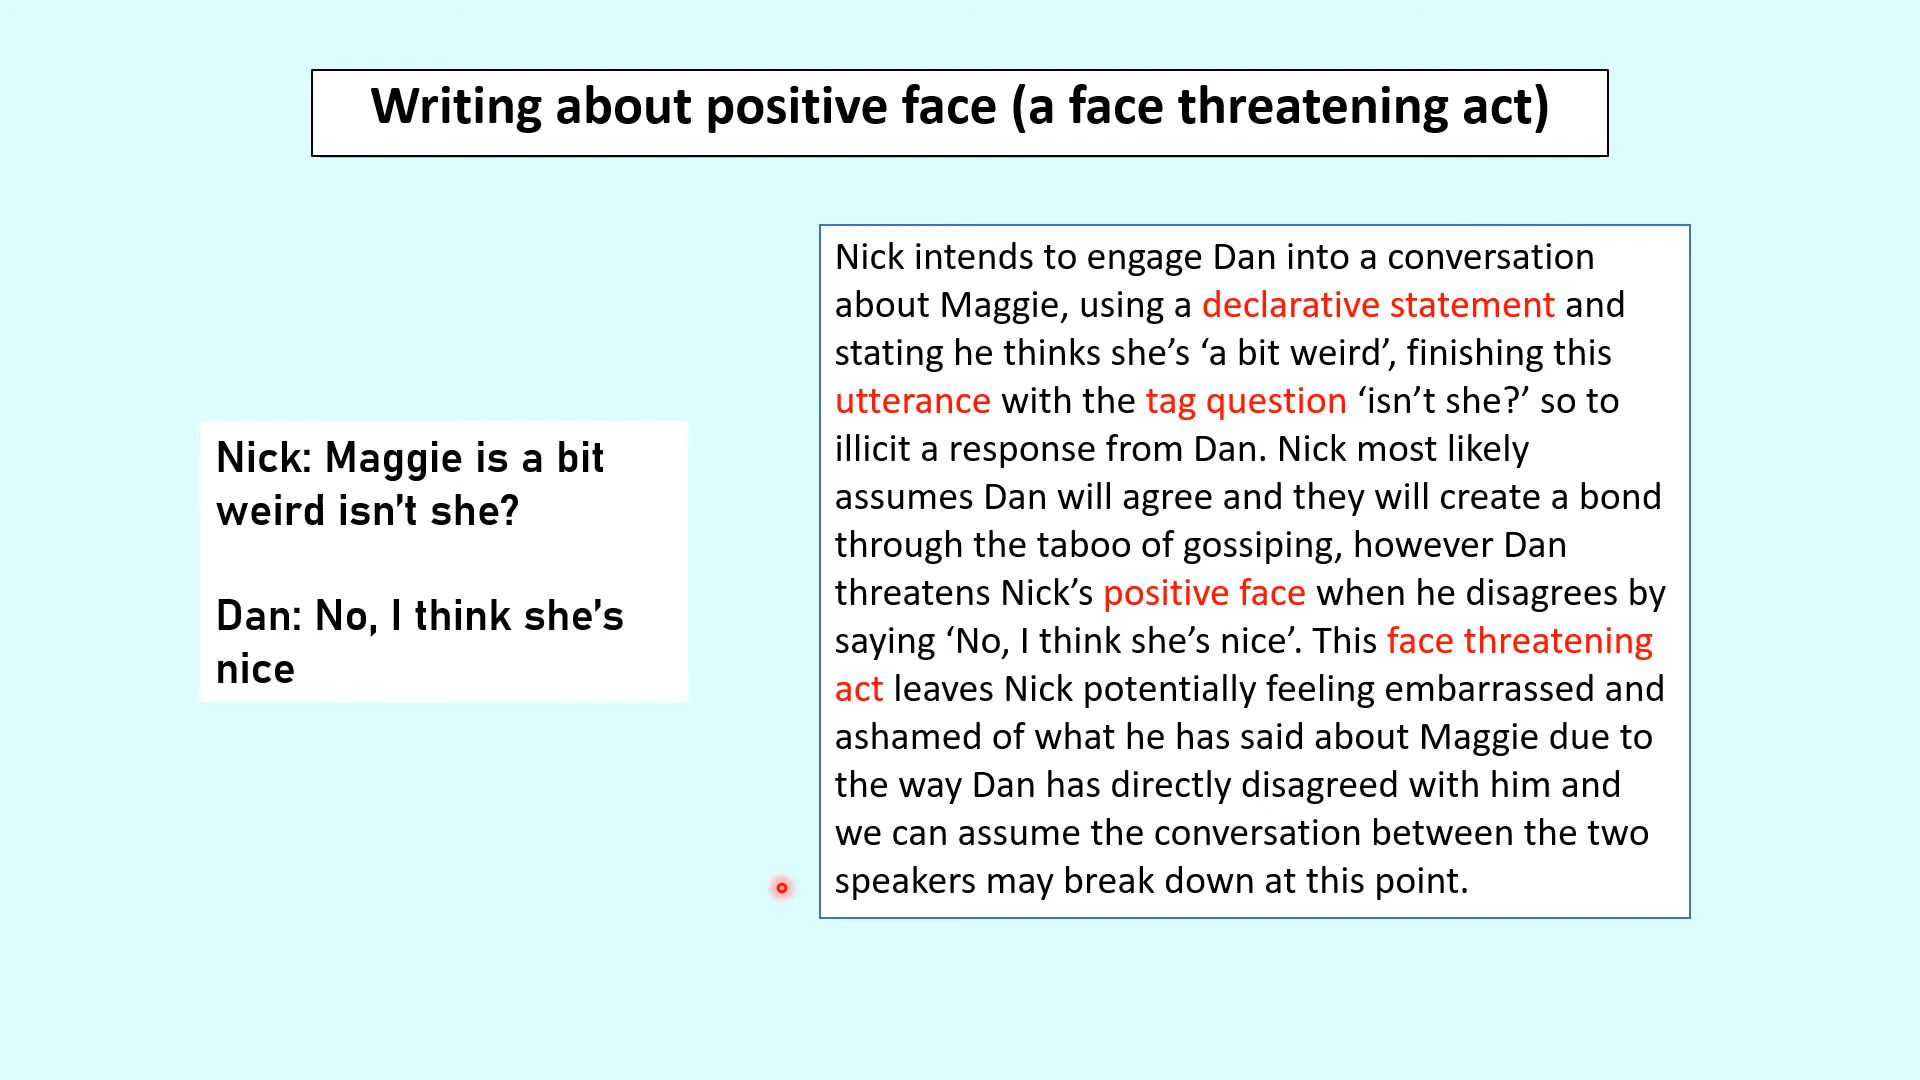 Writing about positive face (a face threatening act)
Nick: Maggie is a bit
weird isn't she?
Dan: No, I think she's
nice
Nick intends to engage Dan into a conversation
about Maggie, using a declarative statement and
stating he thinks she’s ‘a bit weird’, finishing this
utterance with the tag question ‘isn’t she?’ so to
illicit a response from Dan. Nick most likely
assumes Dan will agree and they will create a bond
through the taboo of gossiping, however Dan
threatens Nick’s positive face when he disagrees by
saying ‘No, I think she’s nice’. This face threatening
act leaves Nick potentially feeling embarrassed and
ashamed of what he has said about Maggie due to
the way Dan has directly disagreed with him and
we can assume the conversation between the two
speakers may break down at this point.